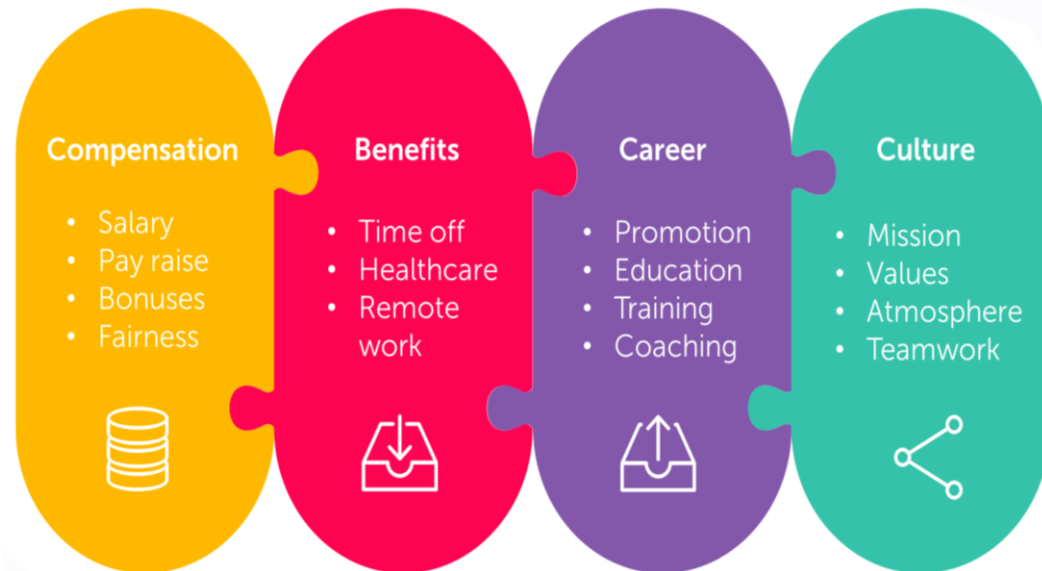 Compensation
• Salary
• Pay raise
• Bonuses
• Fairness
Benefits
• Time off
• Healthcare
• Remote
work
Career
• Promotion
• Education
• Training
• Coaching
Culture
• Mission
• Values
• Atmosphere
• Teamwork